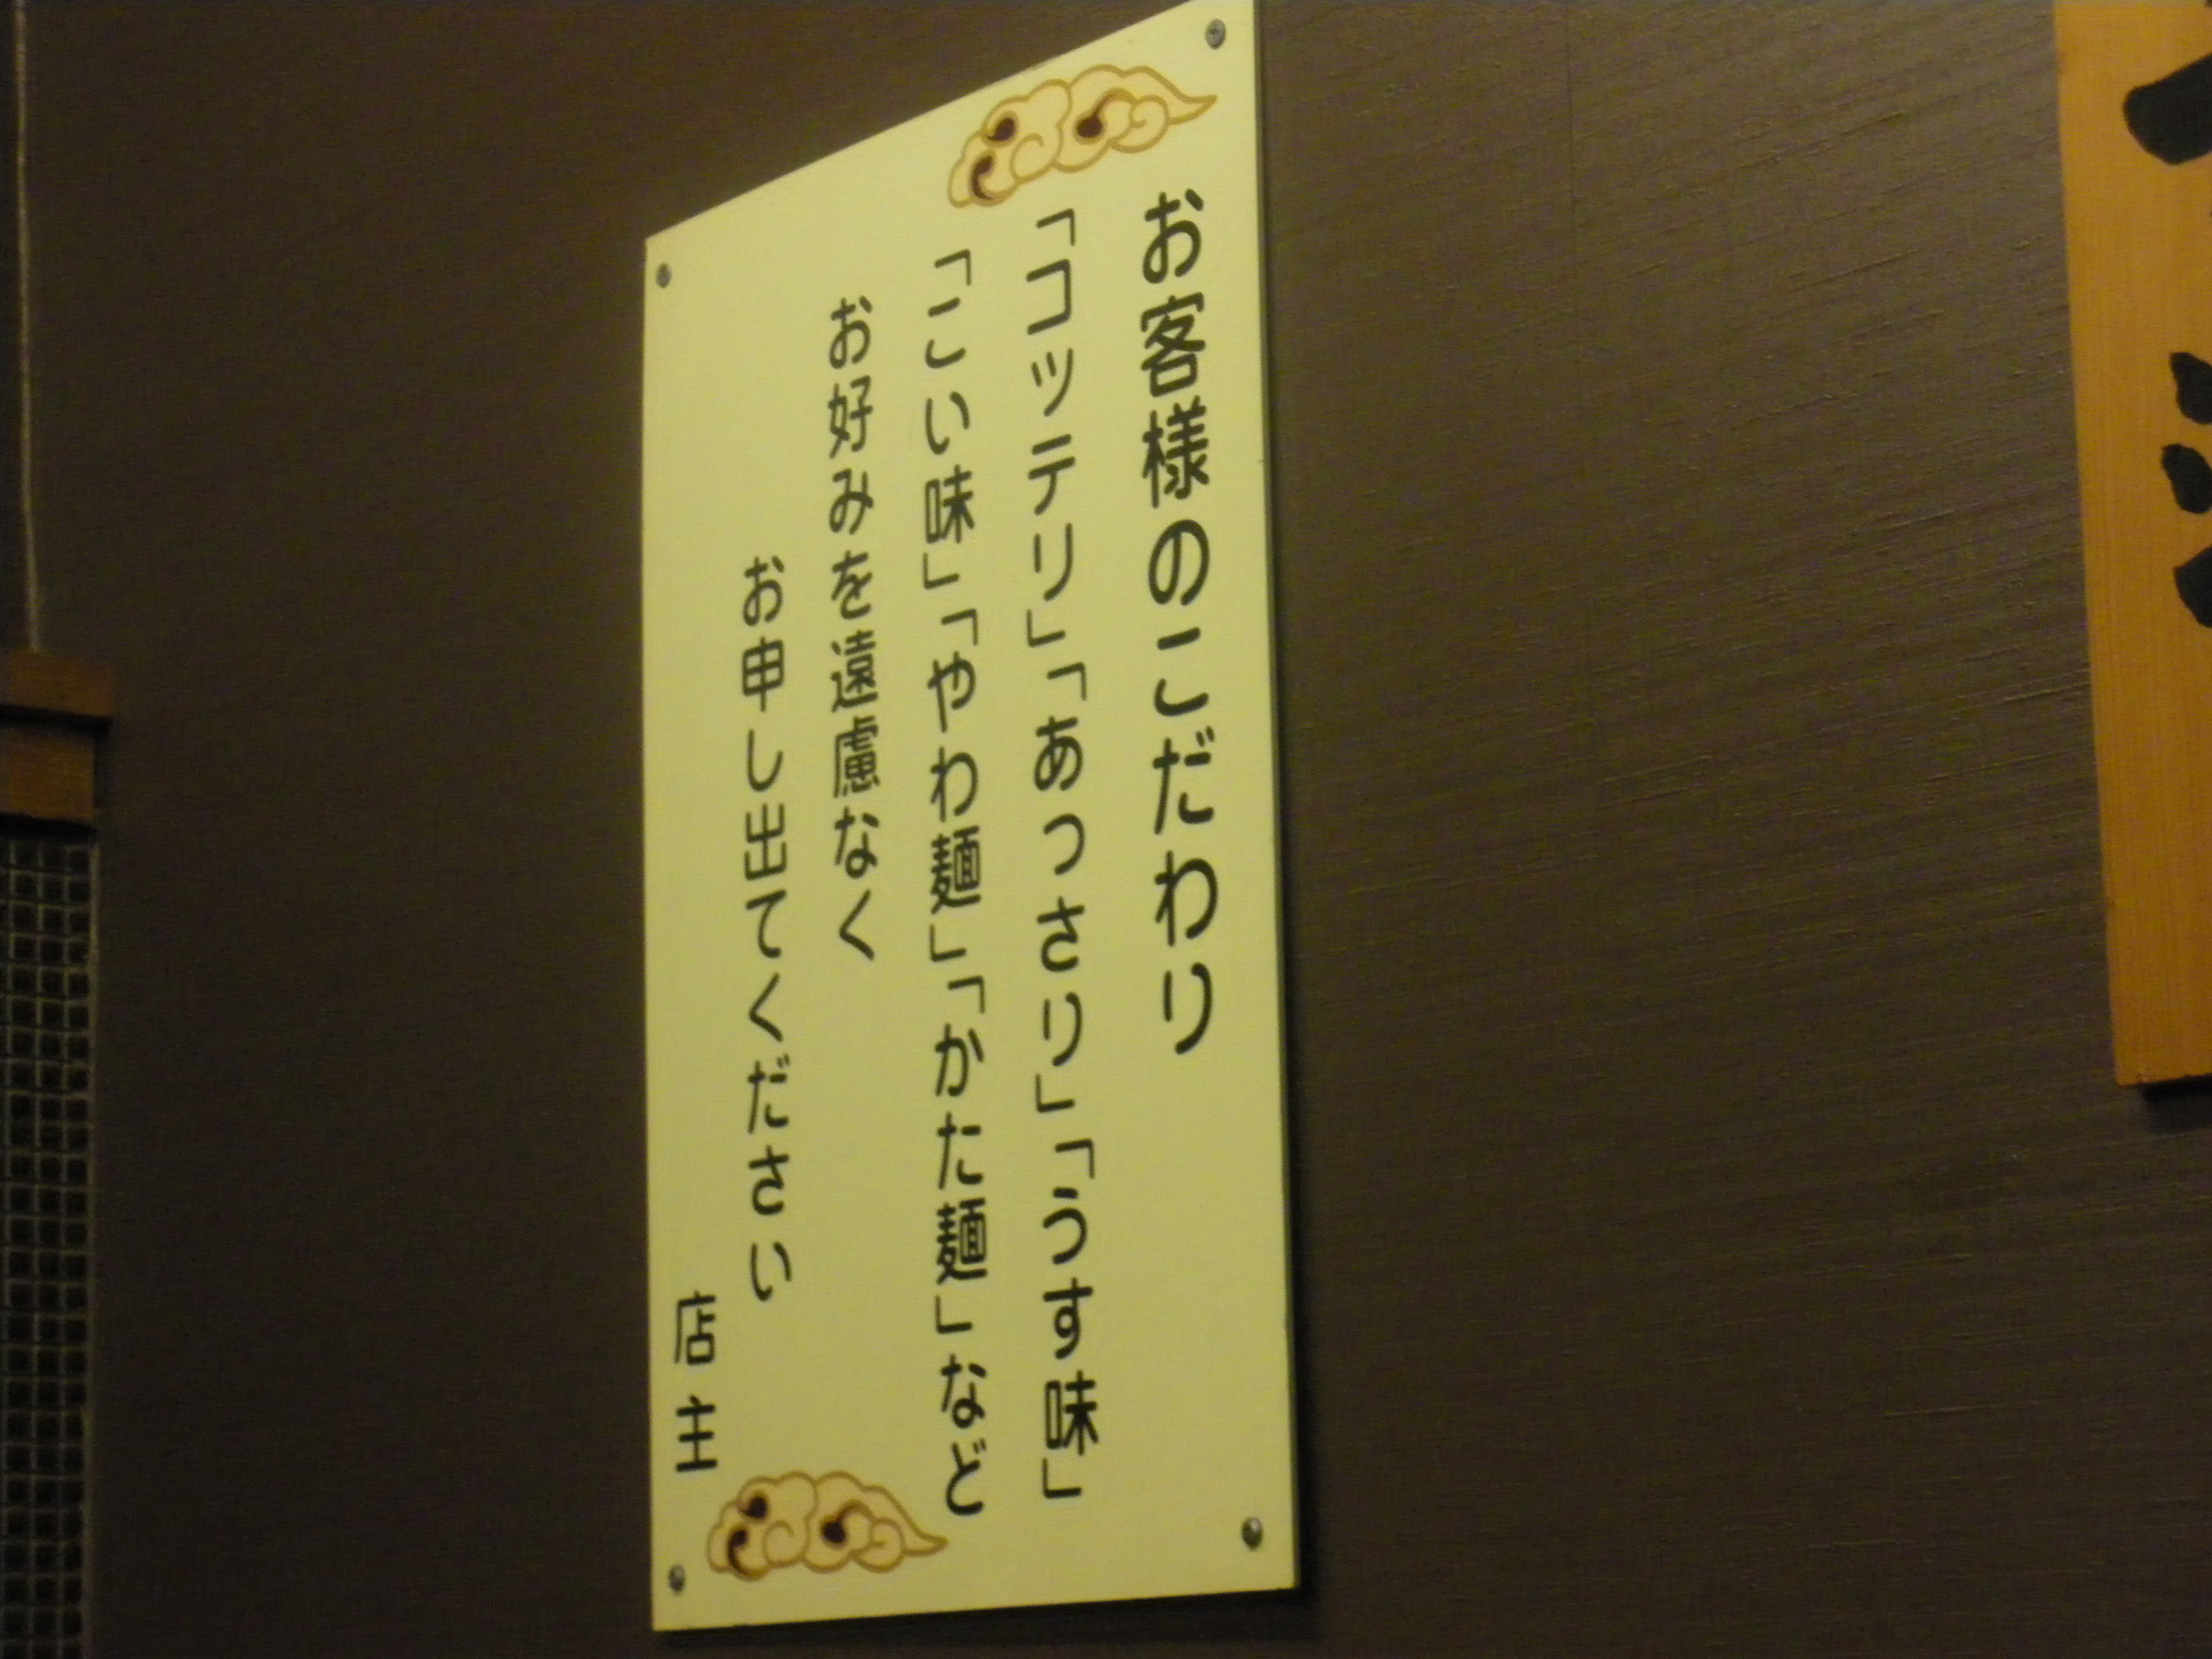 お客様のこだわり
「コッテリ」「あっさり」「うす味」
「こい味」「やわ麺」「かた麺」など
お好みを遠慮なく
お申し出てください
店主